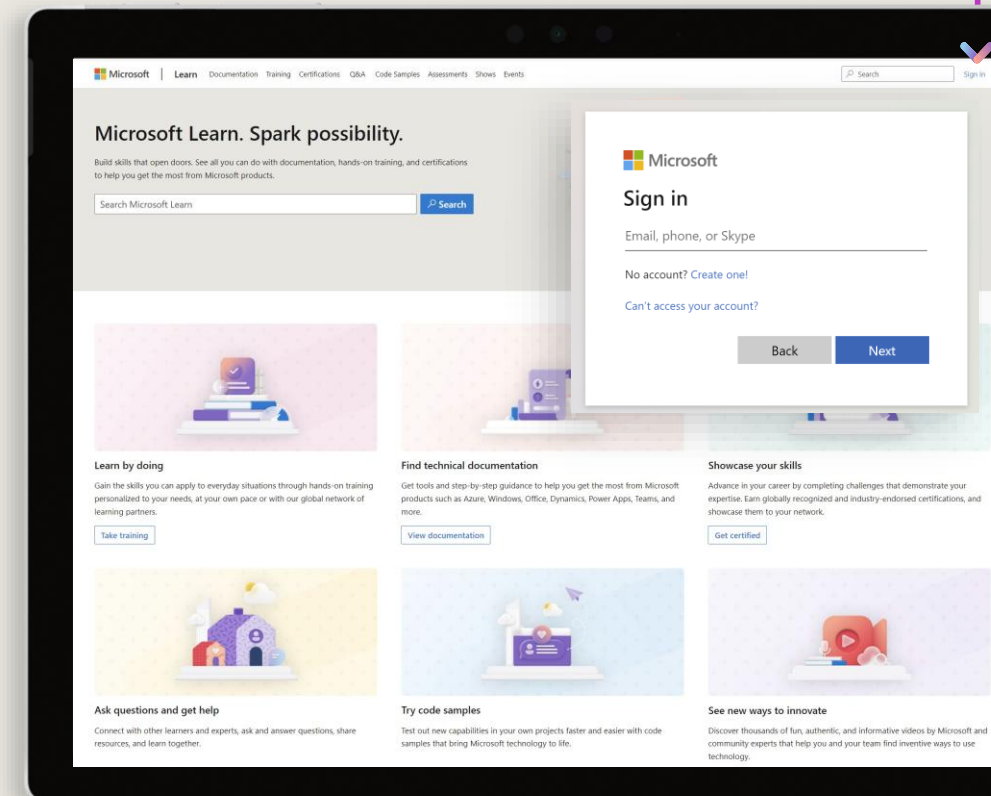 Microsoft | Learn Documentation Training Certifications Q&A Code Samples Assessments Shows Events
Search
Sign in
Microsoft Learn. Spark possibility.
Build skills that open doors. See all you can do with documentation, hands-on training, and certifications
to help you get the most from Microsoft products.
Search Microsoft Learn
Search
Microsoft
Sign in
Email, phone, or Skype
No account? Create one!
Can't access your account?
Back
Next
Learn by doing
Gain the skills you can apply to everyday situations through hands-on training
personalized to your needs, at your own pace or with our global network of
learning partners.
Take training
Find technical documentation
Get tools and step-by-step guidance to help you get the most from Microsoft
products such as Azure, Windows, Office, Dynamics, Power Apps, Teams, and
more.
View documentation
Showcase your skills
Advance in your career by completing challenges that demonstrate your
expertise. Earn globally recognized and industry-endorsed certifications, and
showcase them to your network.
Get certified
Ask questions and get help
Connect with other learners and experts, ask and answer questions, share
resources, and learn together.
Try code samples
Test out new capabilities in your own projects faster and easier with code
samples that bring Microsoft technology to life.
See new ways to innovate
Discover thousands of fun, authentic, and informative videos by Microsoft and
community experts that help you and your team find inventive ways to use
technology.